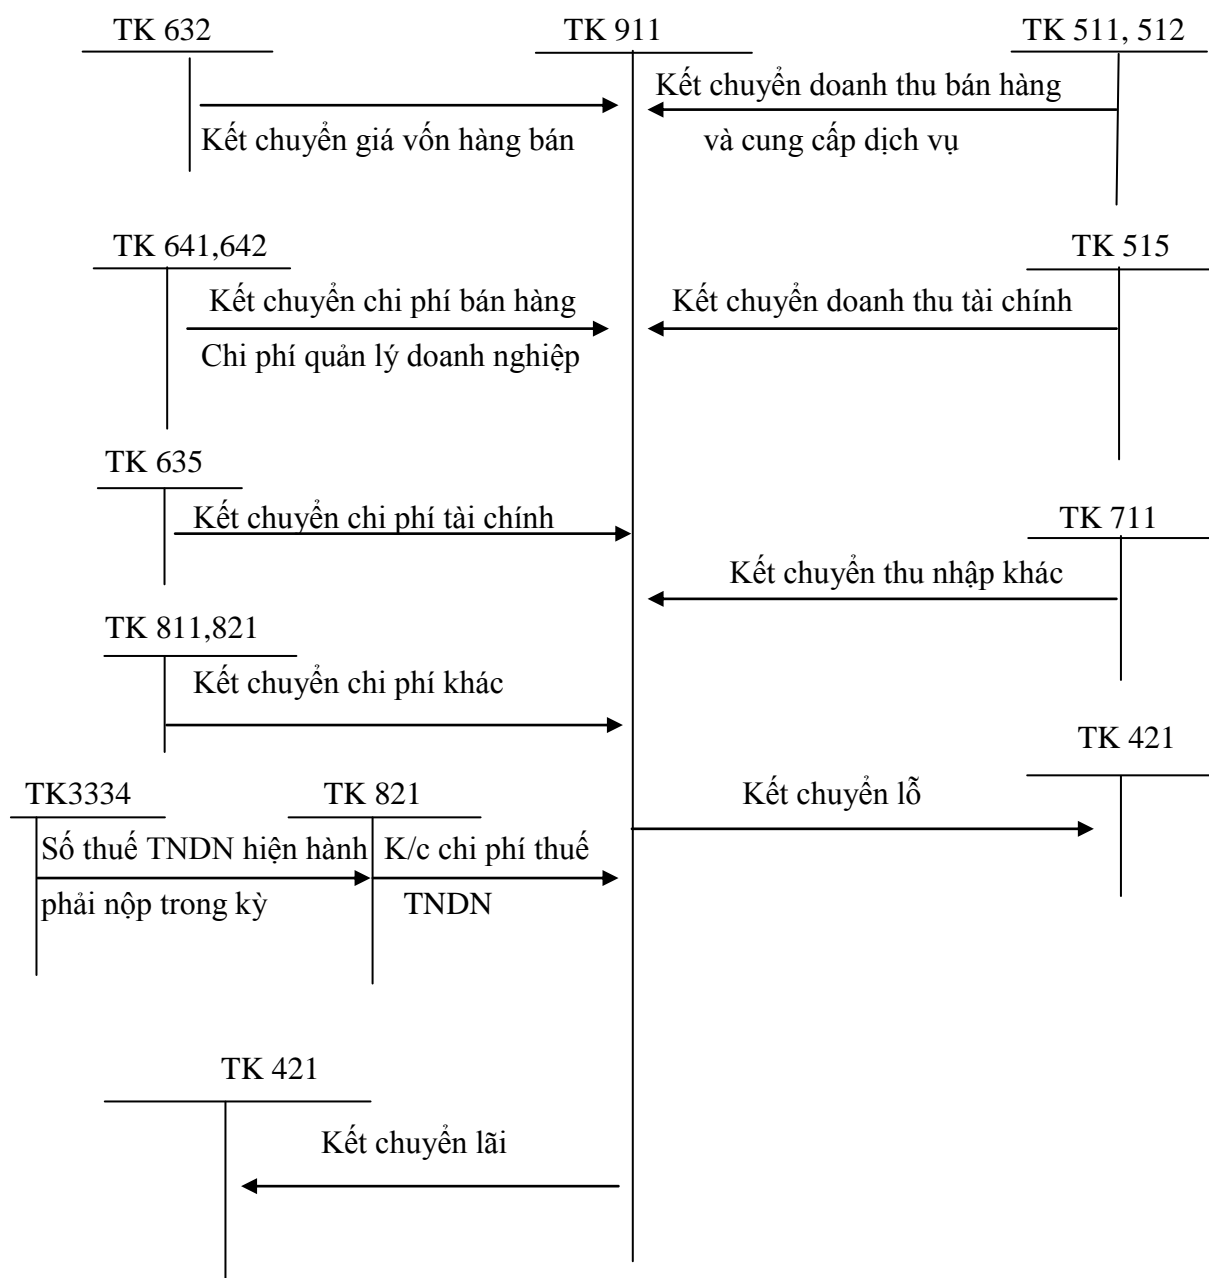 TK 632
TK 911
TK 511, 512
Kết chuyển doanh thu bán hàng
Kết chuyển giá vốn hàng bán
và cung cấp dịch vụ
TK 641,642
TK 515
Kết chuyển chi phí bán hàng
Kết chuyển doanh thu tài chính
Chi phí quản lý doanh nghiệp
TK 635
Kết chuyển chi phí tài chính
TK 711
Kết chuyển thu nhập khác
TK 811,821
Kết chuyển chi phí khác
TK 421
Kết chuyển lỗ
TK3334
TK 821
Số thuế TNDN hiện hành
K/c chi phí thuế
phải nộp trong kỳ
TNDN
TK 421
Kết chuyển lãi